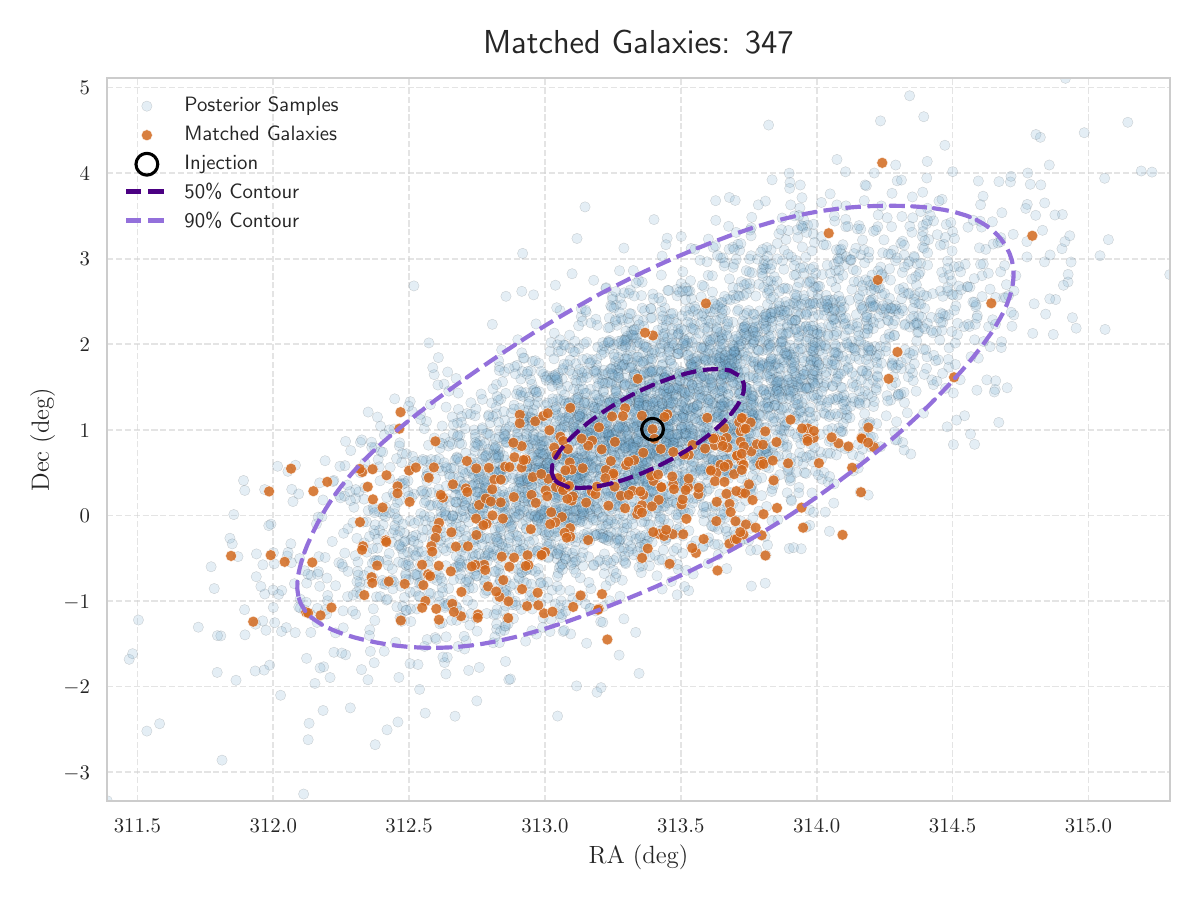 Matched Galaxies: 347
Posterior Samples
Matched Galaxies
Injection
50% Contour
90% Contour
5
4
3
2
1
0
−1
−2
−3
Dec (deg)
311.5 312.0 312.5 313.0 313.5 314.0 314.5 315.0
RA (deg)